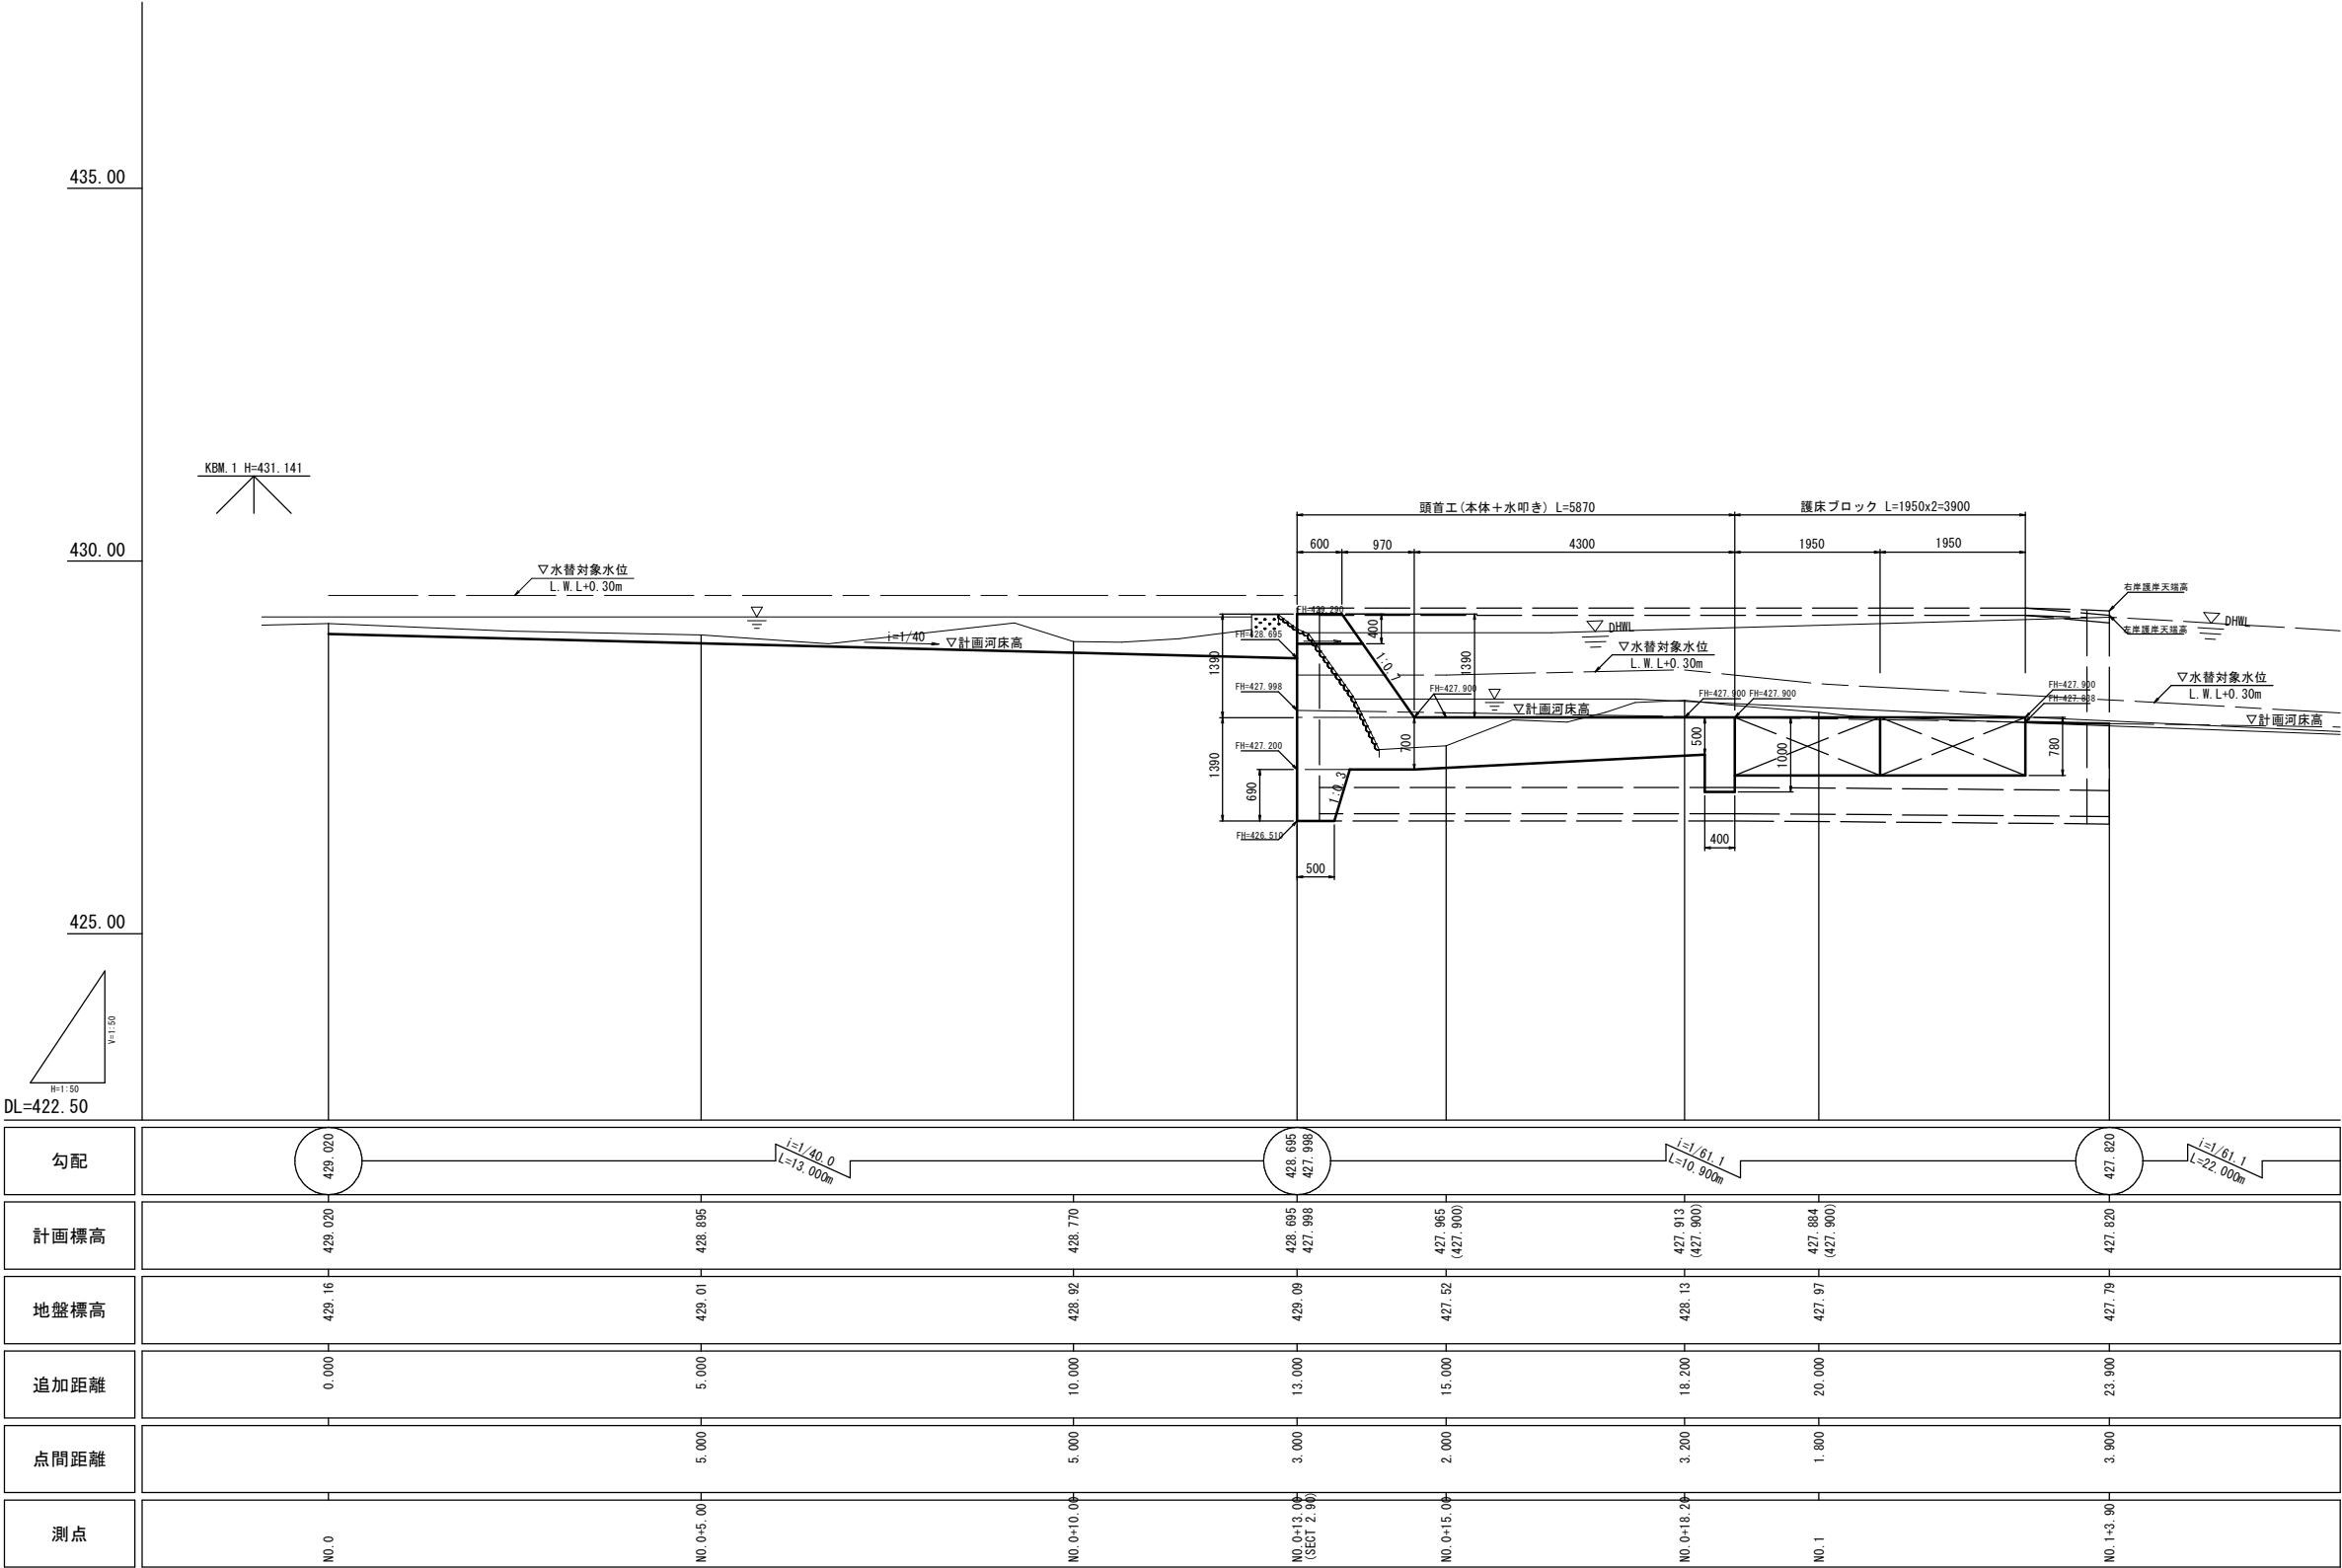 435.00
KBM.1 H=431.141
430.00
425.00
V=1:50
H=1:50
DL=422.50
▽水替対象水位
L.W.L+0.30m
i=1/40
▽計画河床高
頭首工(本体+水叩き) L=5870
護床ブロック L=1950x2=3900
600
970
4300
1950
1950
FH=429.290
FH=428.695
1390
400
1:0.7
1390
DHWL
▽水替対象水位
L.W.L+0.30m
FH=427.998
FH=427.900
▽計画河床高
FH=427.900
FH=427.900
右岸護岸天端高
左岸護岸天端高
DHWL
▽水替対象水位
L.W.L+0.30m
FH=427.900
▽計画河床高
FH=427.200
1390
690
1:0.3
700
500
1000
780
FH=426.510
500
400
勾配
429.020
i=1/40.0
L=13.000m
428.695
427.998
i=1/61.1
L=10.900m
427.820
i=1/61.1
L=22.000m
計画標高
429.020
428.895
428.770
428.695
427.998
427.965
(427.900)
427.913
(427.900)
427.884
(427.900)
427.820
地盤標高
429.16
429.01
428.92
429.09
427.52
428.13
427.97
427.79
追加距離
0.000
5.000
10.000
13.000
15.000
18.200
20.000
23.900
点間距離
5.000
5.000
3.000
2.000
3.200
1.800
3.900
測点
NO.0
NO.0+5.00
NO.0+10.00
NO.0+13.00
(SECT 2.90)
NO.0+15.00
NO.0+18.20
NO.1
NO.1+3.90